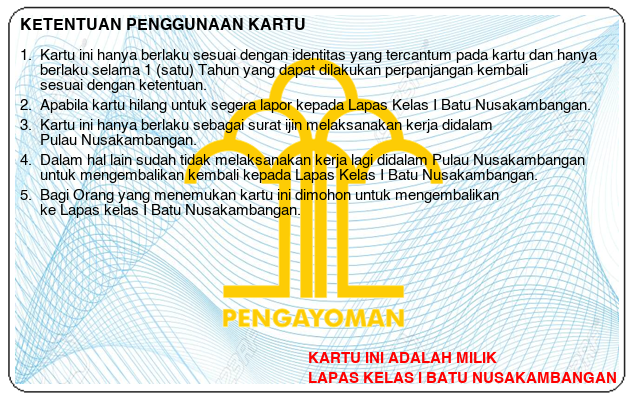 KETENTUAN PENGGUNAAN KARTU
1. Kartu ini hanya berlaku sesuai dengan identitas yang tercantum pada kartu dan hanya
berlaku selama 1 (satu) Tahun yang dapat dilakukan perpanjangan kembali
sesuai dengan ketentuan.
2. Apabila kartu hilang untuk segera lapor kepada Lapas Kelas I Batu Nusakambangan.
3. Kartu ini hanya berlaku sebagai surat ijin melaksanakan kerja didalam
Pulau Nusakambangan.
4. Dalam hal lain sudah tidak melaksanakan kerja lagi didalam Pulau Nusakambangan
untuk mengembalikan kembali kepada Lapas Kelas I Batu Nusakambangan.
5. Bagi Orang yang menemukan kartu ini dimohon untuk mengembalikan
ke Lapas kelas I Batu Nusakambangan.
PENGAYOMAN
KARTU INI ADALAH MILIK
LAPAS KELAS I BATU NUSAKAMBANGAN